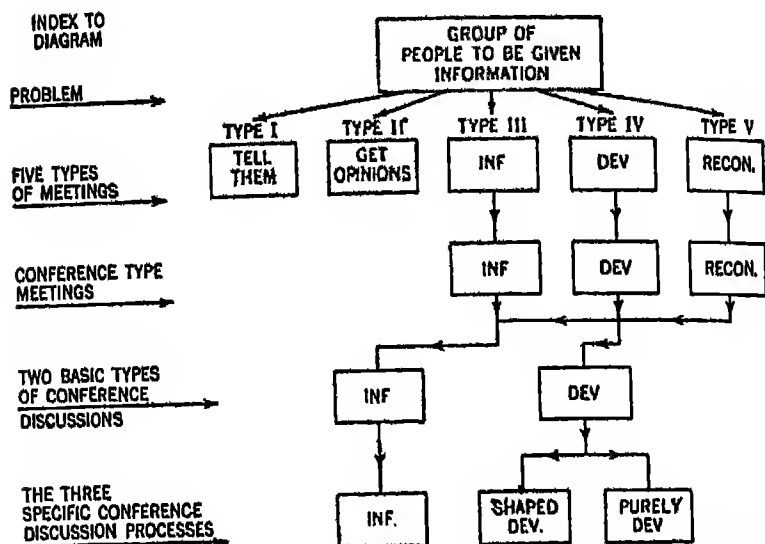 INDEX TO
DIAGRAM
GROUP OF
PEOPLE TO BE GIVEN
INFORMATION
PROBLEM
TYPE I
TYPE II
TYPE III
TYPE IV
TYPE V
FIVE TYPES
OF MEETINGS
TELL
THEM
GET
OPINIONS
INF
DEV
RECON.
CONFERENCE TYPE
MEETINGS
INF
DEV
RECON.
TWO BASIC TYPES
OF CONFERENCE
DISCUSSIONS
INF
DEV
THE THREE
SPECIFIC CONFERENCE
DISCUSSION PROCESSES
INF.
SHAPED
DEV.
PURELY
DEV